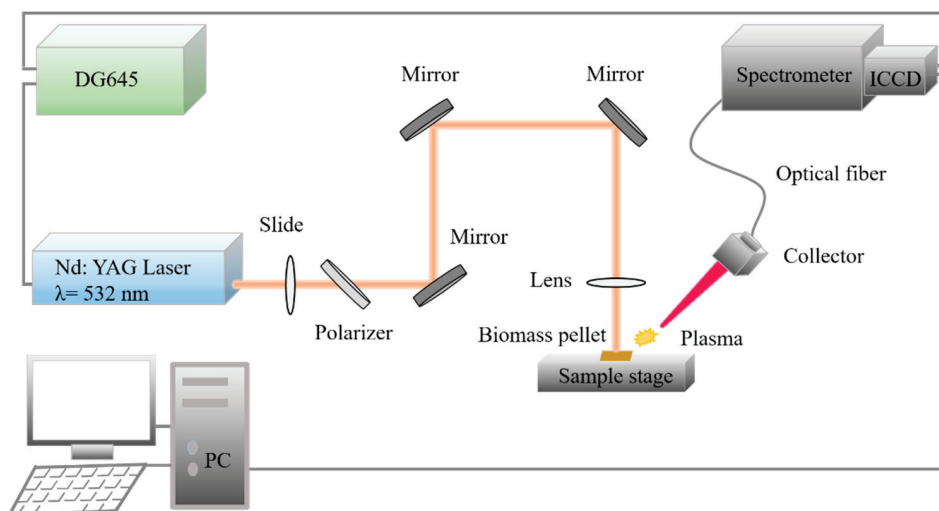 DG645
Mirror
Mirror
Spectrometer
ICCD
Optical fiber
Slide
Mirror
Collector
Nd: YAG Laser
λ= 532 nm
Lens
Polarizer
Biomass pellet
Plasma
Sample stage
PC